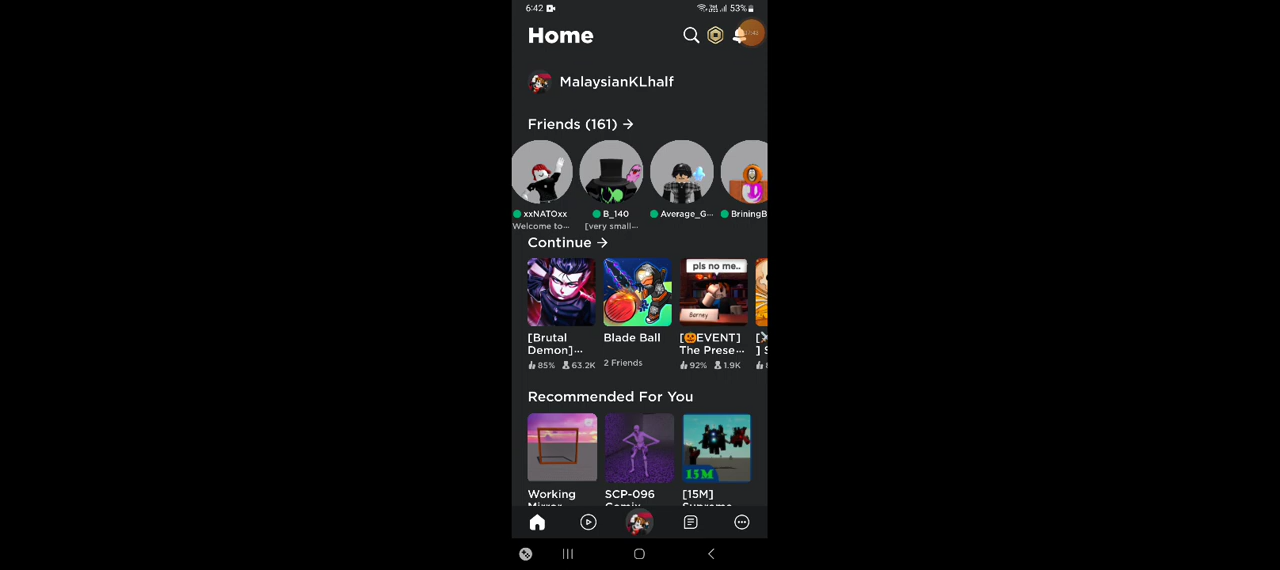 6:42 53%
Home
MalaysianKLhalf
Friends (161) →
xxNATOxx B_140 Average_G... BriningB
Welcome to... [very small...
Continue →
pls no me..
Barney
[Brutal Blade Ball [🎃EVENT]
Demon]... The Prese...
85% 63.2K 2 Friends 92% 1.9K
Recommended For You
15M
Working SCP-096 [15M]